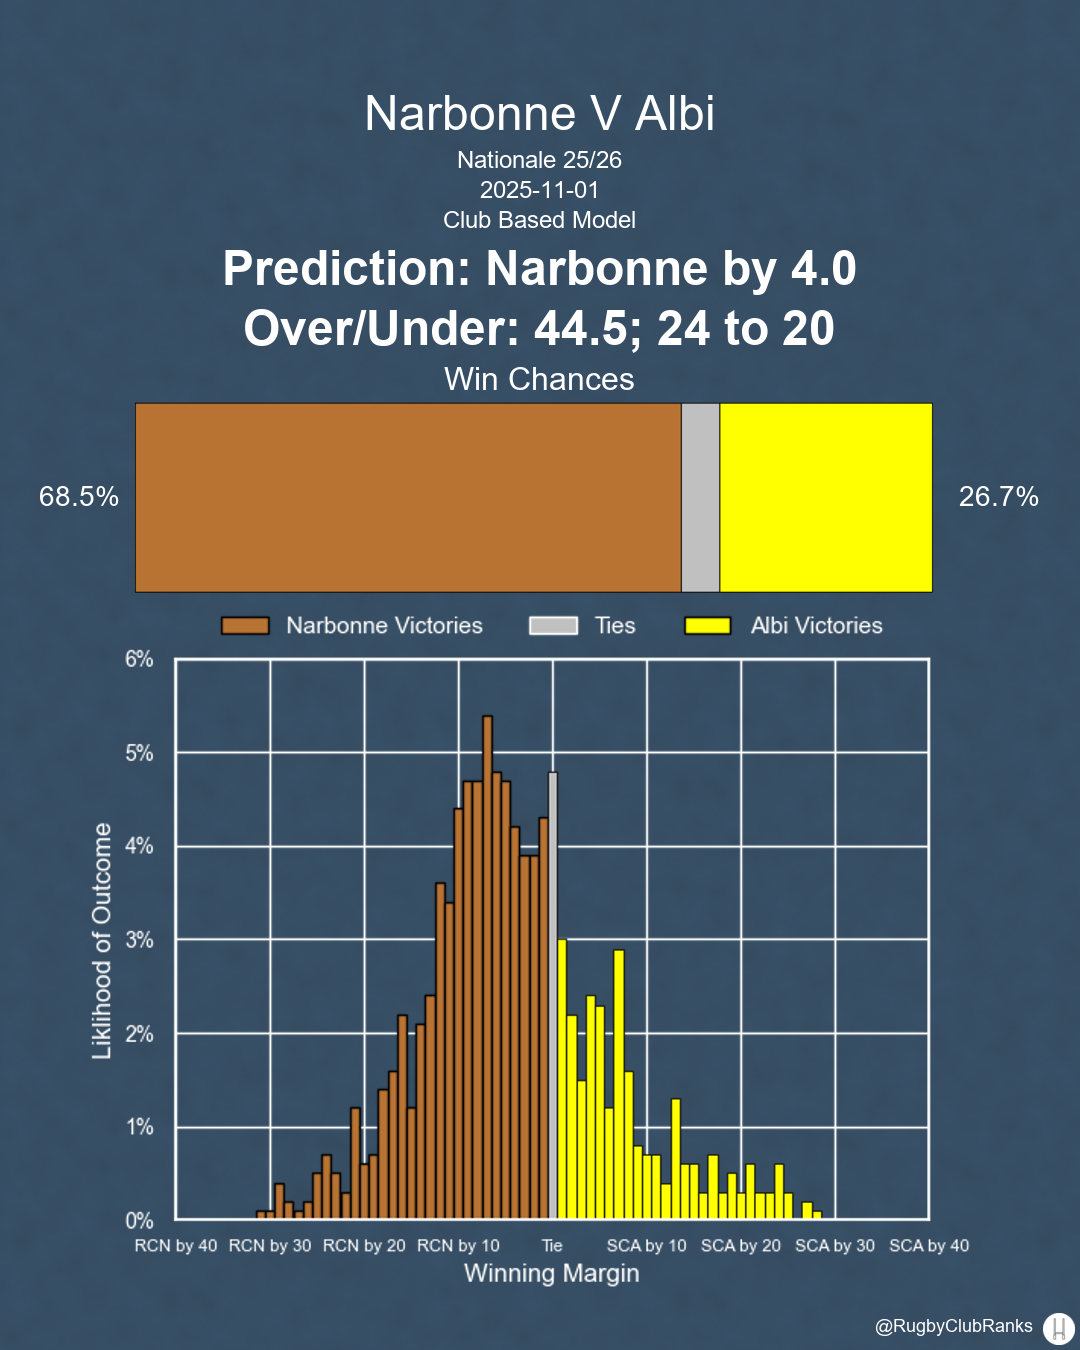 Narbonne V Albi
Nationale 25/26
2025-11-01
Club Based Model
Prediction: Narbonne by 4.0
Over/Under: 44.5; 24 to 20
Win Chances
68.5%
26.7%
Narbonne Victories
Ties
Albi Victories
6%
5%
4%
3%
2%
1%
0%
Liklihood of Outcome
RCN by 40
RCN by 30
RCN by 20
RCN by 10
Tie
SCA by 10
SCA by 20
SCA by 30
SCA by 40
Winning Margin
@RugbyClubRanks